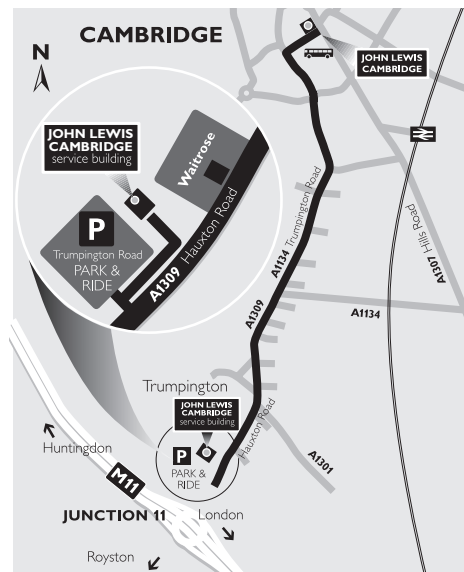 CAMBRIDGE
N
JOHN LEWIS
CAMBRIDGE
JOHN LEWIS
CAMBRIDGE
service building
Waitrose
P
Trumpington Road
PARK &
RIDE
A1309 Hauxton Road
Trumpington Road
A1134
A1307 Hills Road
A1309
A1134
Trumpington
JOHN LEWIS
CAMBRIDGE
service building
Hauxton Road
P
PARK &
RIDE
A1301
Huntingdon
M11
JUNCTION 11
London
Royston